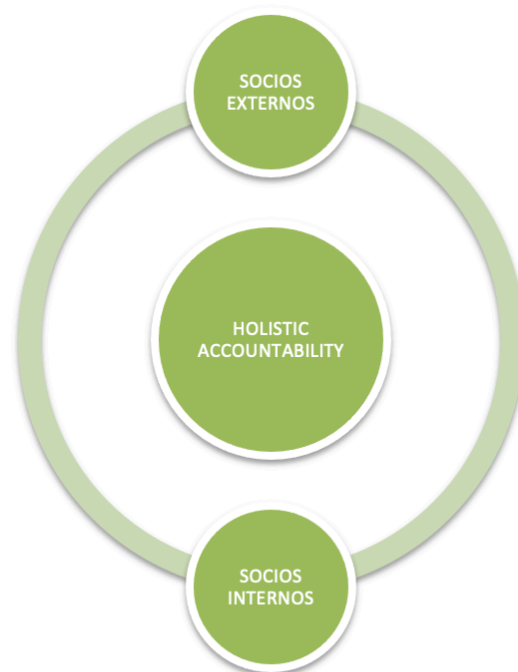 SOCIOS
EXTERNOS
HOLISTIC
ACCOUNTABILITY
SOCIOS
INTERNOS